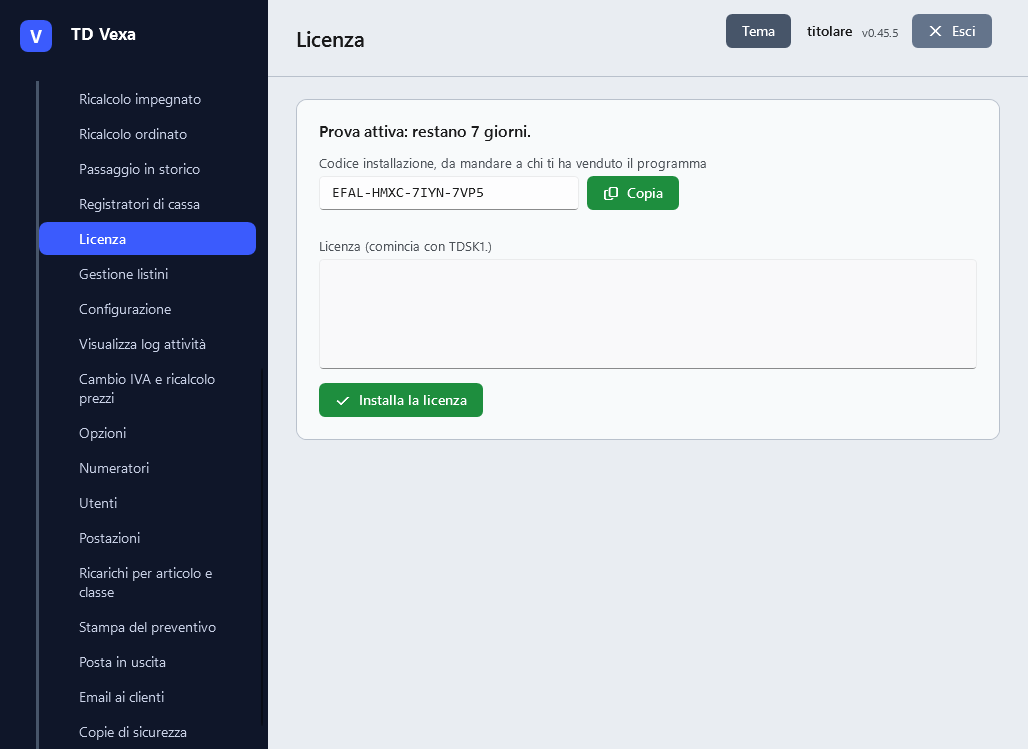 V
TD Vexa
Ricalcolo impegnato
Ricalcolo ordinato
Passaggio in storico
Registratori di cassa
Licenza
Gestione listini
Configurazione
Visualizza log attività
Cambio IVA e ricalcolo
prezzi
Opzioni
Numeratori
Utenti
Postazioni
Ricarichi per articolo e
classe
Stampa del preventivo
Posta in uscita
Email ai clienti
Copie di sicurezza
Licenza
Tema
titolare
v0.45.5
Esci
Prova attiva: restano 7 giorni.
Codice installazione, da mandare a chi ti ha venduto il programma
EFAL-HMXC-7IYN-7VP5
Copia
Licenza (comincia con TDSK1.)
Installa la licenza